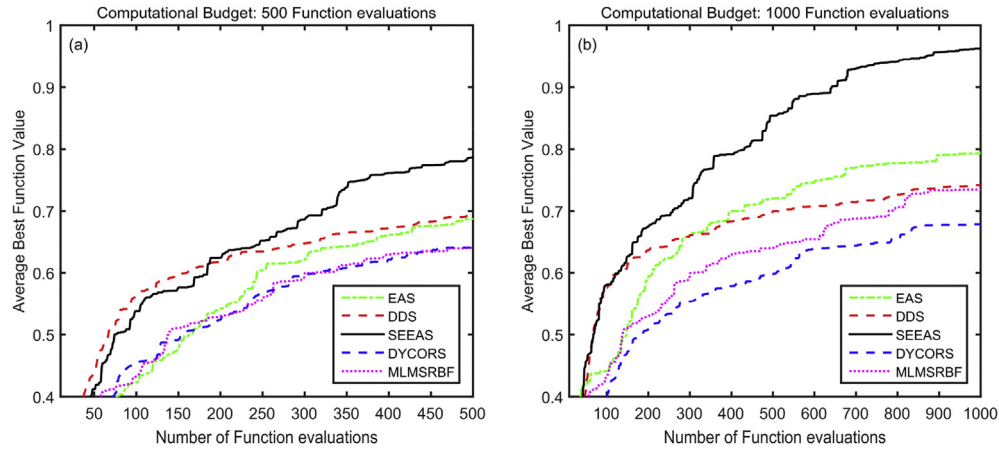 Computational Budget: 500 Function evaluations
(a)
Average Best Function Value
1
0.9
0.8
0.7
0.6
0.5
0.4
50 100 150 200 250 300 350 400 450 500
Number of Function evaluations
EAS
DDS
SEEAS
DYCORS
MLMSRBF
Computational Budget: 1000 Function evaluations
(b)
Average Best Function Value
1
0.9
0.8
0.7
0.6
0.5
0.4
100 200 300 400 500 600 700 800 900 1000
Number of Function evaluations
EAS
DDS
SEEAS
DYCORS
MLMSRBF